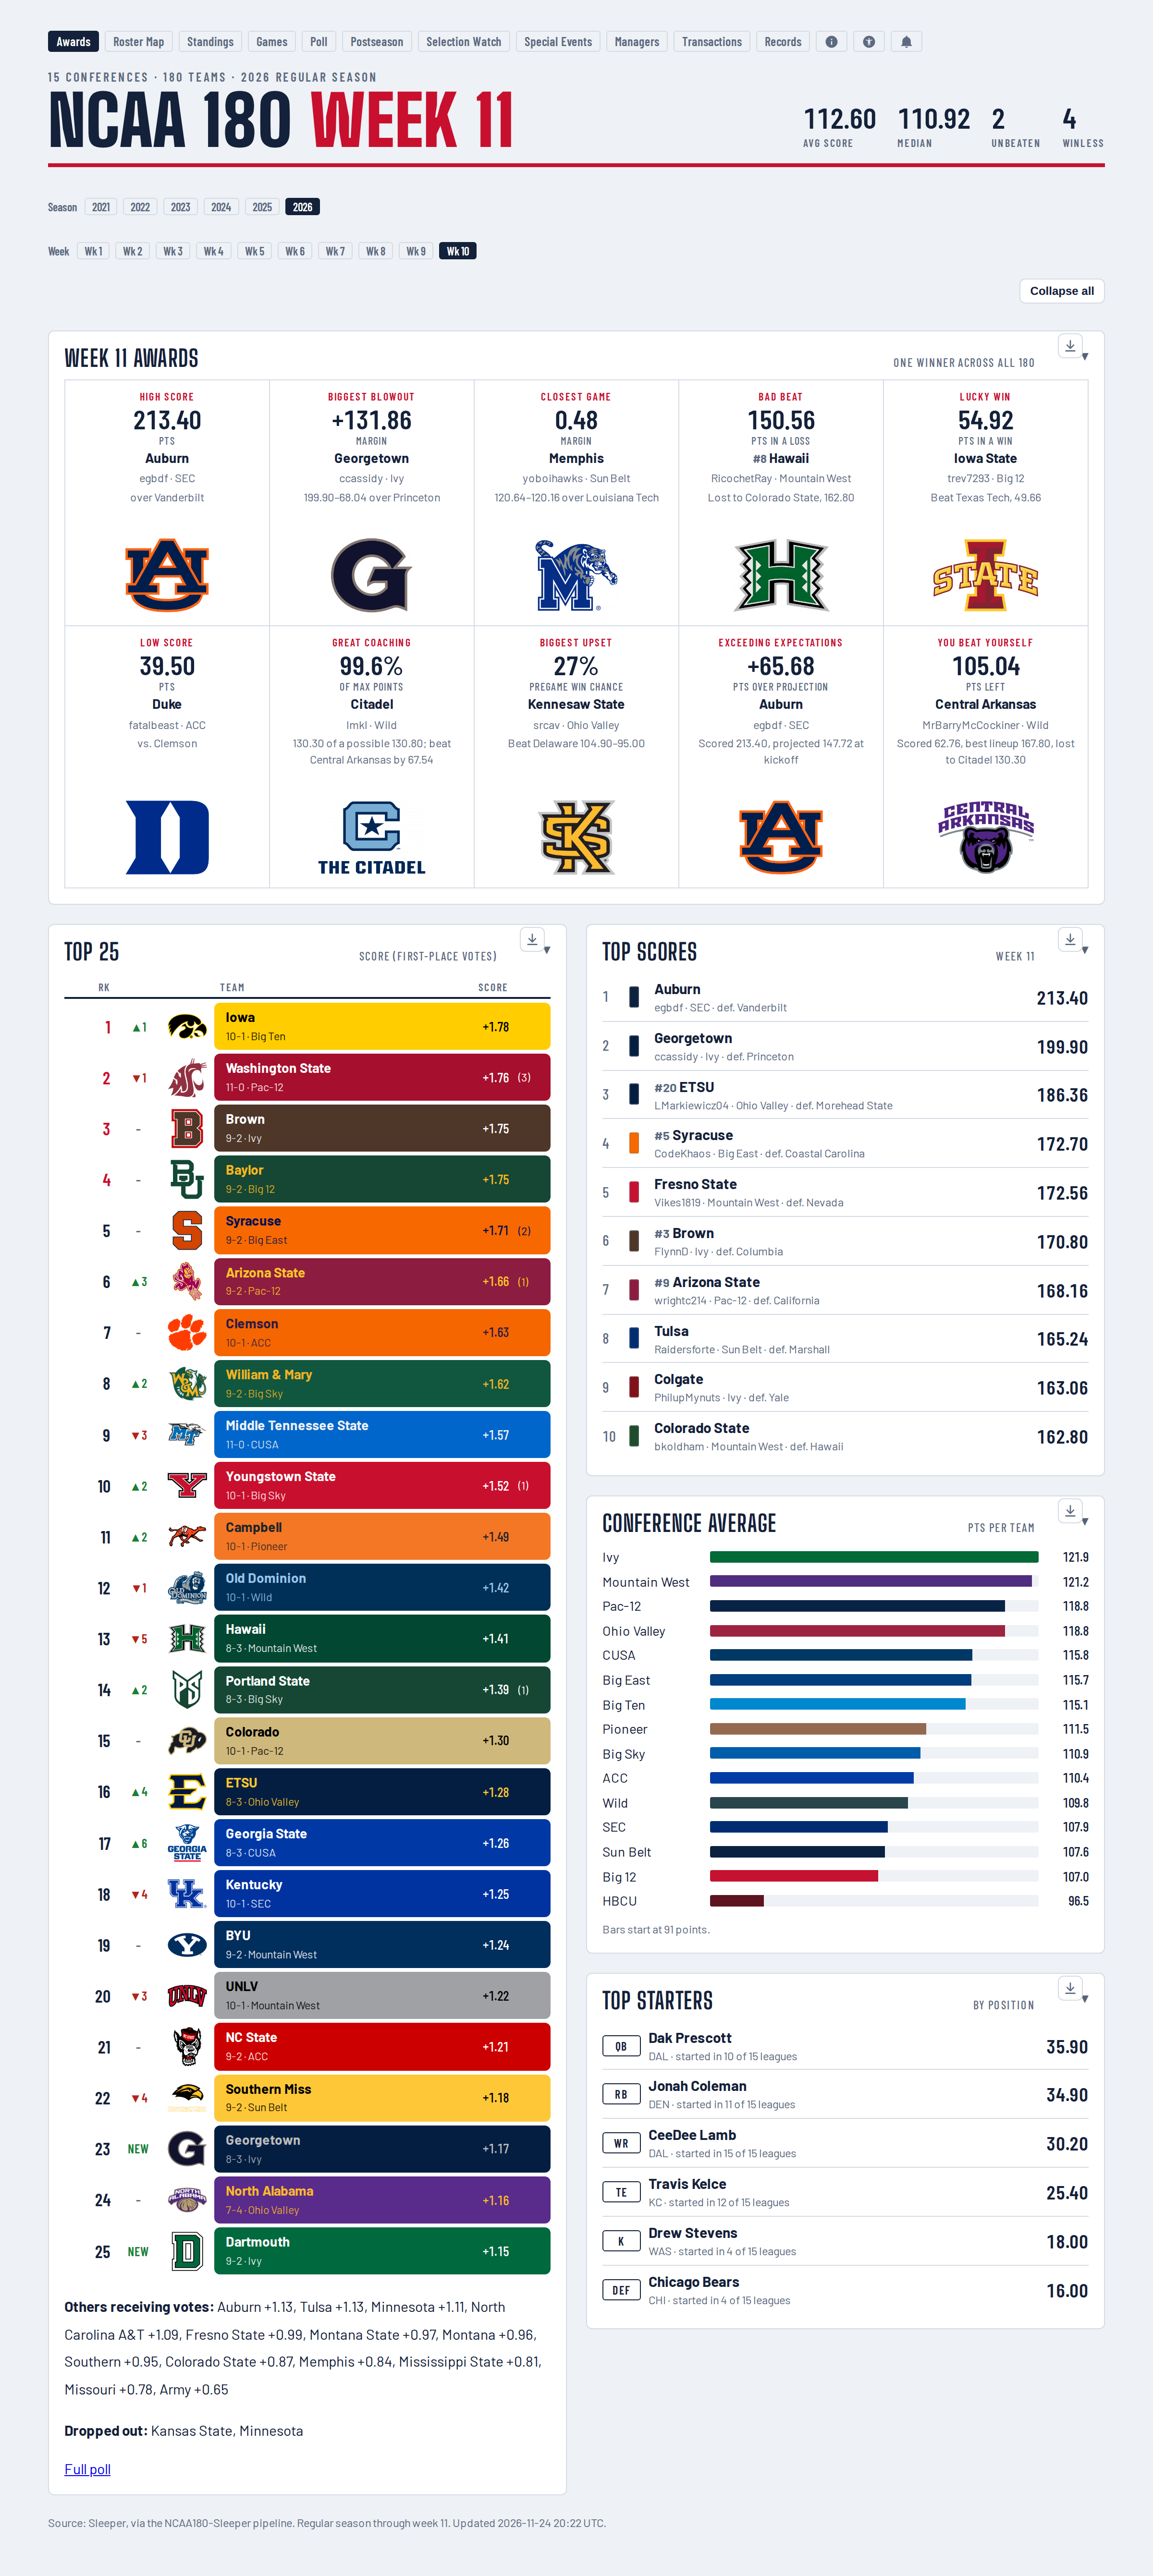 Awards Roster Map Standings Games Poll Postseason Selection Watch Special Events Managers Transactions Records
15 CONFERENCES · 180 TEAMS · 2026 REGULAR SEASON
NCAA 180 WEEK 11
112.60 110.92 2 4
AVG SCORE MEDIAN UNBEATEN WINLESS
Season 2021 2022 2023 2024 2025 2026
Week Wk 1 Wk 2 Wk 3 Wk 4 Wk 5 Wk 6 Wk 7 Wk 8 Wk 9 Wk 10
Collapse all
WEEK 11 AWARDS
ONE WINNER ACROSS ALL 180
HIGH SCORE
213.40
PTS
Auburn
egbdf · SEC
over Vanderbilt
BIGGEST BLOWOUT
+131.86
MARGIN
Georgetown
ccassidy · Ivy
199.90–68.04 over Princeton
CLOSEST GAME
0.48
MARGIN
Memphis
yoboihawks · Sun Belt
120.64–120.16 over Louisiana Tech
BAD BEAT
150.56
PTS IN A LOSS
#8 Hawaii
RicochetRay · Mountain West
Lost to Colorado State, 162.80
LUCKY WIN
54.92
PTS IN A WIN
Iowa State
trev7293 · Big 12
Beat Texas Tech, 49.66
STATE
LOW SCORE
39.50
PTS
Duke
fatalbeast · ACC
vs. Clemson
GREAT COACHING
99.6%
OF MAX POINTS
Citadel
lmkl · Wild
130.30 of a possible 130.80; beat
Central Arkansas by 67.54
THE CITADEL
BIGGEST UPSET
27%
PREGAME WIN CHANCE
Kennesaw State
srcav · Ohio Valley
Beat Delaware 104.90–95.00
EXCEEDING EXPECTATIONS
+65.68
PTS OVER PROJECTION
Auburn
egbdf · SEC
Scored 213.40, projected 147.72 at
kickoff
YOU BEAT YOURSELF
105.04
PTS LEFT
Central Arkansas
MrBarryMcCockiner · Wild
Scored 62.76, best lineup 167.80, lost
to Citadel 130.30
CENTRAL
ARKANSAS
TOP 25
SCORE (FIRST-PLACE VOTES)
RK TEAM SCORE
1 ▲1 Iowa +1.78
10-1 · Big Ten
2 ▼1 Washington State +1.76 (3)
11-0 · Pac-12
3 - Brown +1.75
9-2 · Ivy
4 - Baylor +1.75
9-2 · Big 12
5 - Syracuse +1.71 (2)
9-2 · Big East
6 ▲3 Arizona State +1.66 (1)
9-2 · Pac-12
7 - Clemson +1.63
10-1 · ACC
8 ▲2 William & Mary +1.62
9-2 · Big Sky
9 ▼3 Middle Tennessee State +1.57
11-0 · CUSA
10 ▲2 Youngstown State +1.52 (1)
10-1 · Big Sky
11 ▲2 Campbell +1.49
10-1 · Pioneer
12 ▼1 Old Dominion +1.42
10-1 · Wild
13 ▼5 Hawaii +1.41
8-3 · Mountain West
14 ▲2 Portland State +1.39 (1)
8-3 · Big Sky
15 - Colorado +1.30
10-1 · Pac-12
16 ▲4 ETSU +1.28
8-3 · Ohio Valley
17 ▲6 Georgia State +1.26
8-3 · CUSA
18 ▼4 Kentucky +1.25
10-1 · SEC
19 - BYU +1.24
9-2 · Mountain West
20 ▼3 UNLV +1.22
10-1 · Mountain West
21 - NC State +1.21
9-2 · ACC
22 ▼4 Southern Miss +1.18
9-2 · Sun Belt
23 NEW Georgetown +1.17
8-3 · Ivy
24 - North Alabama +1.16
7-4 · Ohio Valley
25 NEW Dartmouth +1.15
9-2 · Ivy
Others receiving votes: Auburn +1.13, Tulsa +1.13, Minnesota +1.11, North
Carolina A&T +1.09, Fresno State +0.99, Montana State +0.97, Montana +0.96,
Southern +0.95, Colorado State +0.87, Memphis +0.84, Mississippi State +0.81,
Missouri +0.78, Army +0.65
Dropped out: Kansas State, Minnesota
Full poll
TOP SCORES
WEEK 11
1 Auburn 213.40
egbdf · SEC · def. Vanderbilt
2 Georgetown 199.90
ccassidy · Ivy · def. Princeton
3 #20 ETSU 186.36
LMarkiewicz04 · Ohio Valley · def. Morehead State
4 #5 Syracuse 172.70
CodeKhaos · Big East · def. Coastal Carolina
5 Fresno State 172.56
Vikes1819 · Mountain West · def. Nevada
6 #3 Brown 170.80
FlynnD · Ivy · def. Columbia
7 #9 Arizona State 168.16
wrightc214 · Pac-12 · def. California
8 Tulsa 165.24
Raidersforte · Sun Belt · def. Marshall
9 Colgate 163.06
PhilupMynuts · Ivy · def. Yale
10 Colorado State 162.80
bkoldham · Mountain West · def. Hawaii
CONFERENCE AVERAGE
PTS PER TEAM
Ivy 121.9
Mountain West 121.2
Pac-12 118.8
Ohio Valley 118.8
CUSA 115.8
Big East 115.7
Big Ten 115.1
Pioneer 111.5
Big Sky 110.9
ACC 110.4
Wild 109.8
SEC 107.9
Sun Belt 107.6
Big 12 107.0
HBCU 96.5
Bars start at 91 points.
TOP STARTERS
BY POSITION
QB Dak Prescott 35.90
DAL · started in 10 of 15 leagues
RB Jonah Coleman 34.90
DEN · started in 11 of 15 leagues
WR CeeDee Lamb 30.20
DAL · started in 15 of 15 leagues
TE Travis Kelce 25.40
KC · started in 12 of 15 leagues
K Drew Stevens 18.00
WAS · started in 4 of 15 leagues
DEF Chicago Bears 16.00
CHI · started in 4 of 15 leagues
Source: Sleeper, via the NCAA180-Sleeper pipeline. Regular season through week 11. Updated 2026-11-24 20:22 UTC.